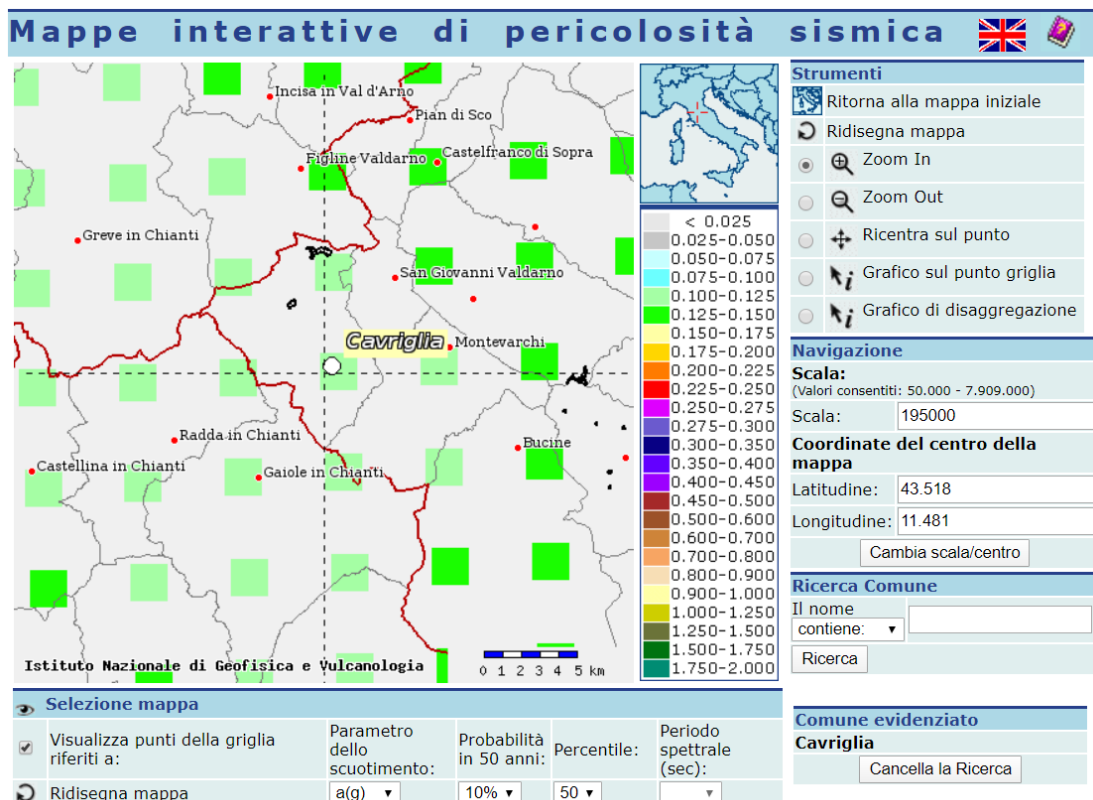 Mappe interattive di pericolosità sismica
Incisa in Val d'Arno
Pian di Sco
Figline Valdarno
Castelfranco di Sopra
Greve in Chianti
San Giovanni Valdarno
Cavriglia
Montevarchi
Radda in Chianti
Bucine
Castellina in Chianti
Gaiole in Chianti
Istituto Nazionale di Geofisica e Vulcanologia
0 1 2 3 4 5 km
< 0.025
0.025-0.050
0.050-0.075
0.075-0.100
0.100-0.125
0.125-0.150
0.150-0.175
0.175-0.200
0.200-0.225
0.225-0.250
0.250-0.275
0.275-0.300
0.300-0.350
0.350-0.400
0.400-0.450
0.450-0.500
0.500-0.600
0.600-0.700
0.700-0.800
0.800-0.900
0.900-1.000
1.000-1.250
1.250-1.500
1.500-1.750
1.750-2.000
Strumenti
Ritorna alla mappa iniziale
Ridisegna mappa
Zoom In
Zoom Out
Ricentra sul punto
Grafico sul punto griglia
Grafico di disaggregazione
Navigazione
Scala:
(Valori consentiti: 50.000 - 7.909.000)
Scala: 195000
Coordinate del centro della
mappa
Latitudine: 43.518
Longitudine: 11.481
Cambia scala/centro
Ricerca Comune
Il nome
contiene:
Ricerca
Comune evidenziato
Cavriglia
Cancella la Ricerca
Selezione mappa
Visualizza punti della griglia
riferiti a:
Parametro
dello
scuotimento:
Probabilità
in 50 anni:
Percentile:
Periodo
spettrale
(sec):
Ridisegna mappa
a(g)
10%
50